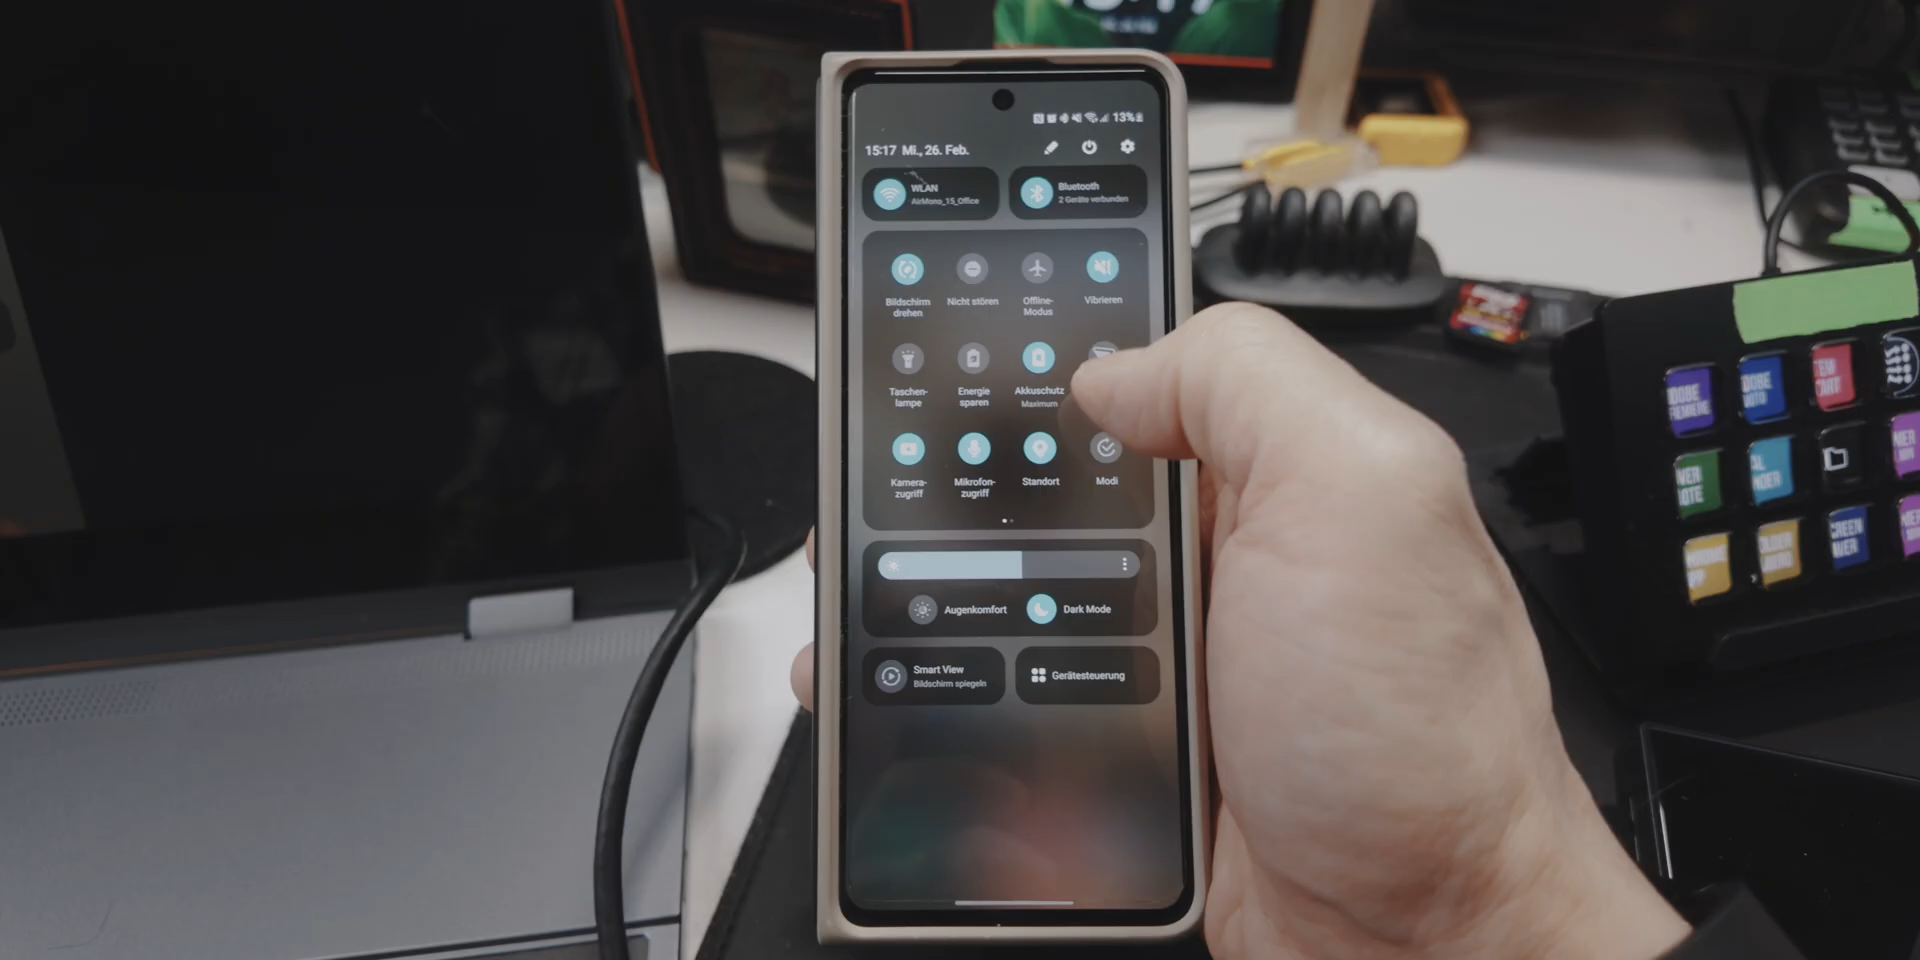 13%
15:17 Mi., 26. Feb.
WLAN
AirMono_15_Office
Bluetooth
2 Geräte verbunden
Bildschirm
drehen
Nicht stören
Offline-
Modus
Vibrieren
Taschen-
lampe
Energie
sparen
Akkuschutz
Maximum
Kamera-
zugriff
Mikrofon-
zugriff
Standort
Modi
Augenkomfort
Dark Mode
Smart View
Bildschirm spiegeln
Gerätesteuerung